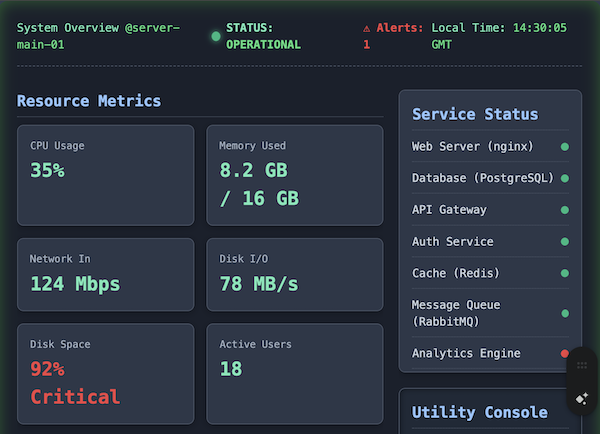 System Overview @server-
main-01
STATUS:
OPERATIONAL
⚠ Alerts:
1
Local Time: 14:30:05
GMT
Resource Metrics
CPU Usage
35%
Memory Used
8.2 GB
/ 16 GB
Network In
124 Mbps
Disk I/O
78 MB/s
Disk Space
92%
Critical
Active Users
18
Service Status
Web Server (nginx)
Database (PostgreSQL)
API Gateway
Auth Service
Cache (Redis)
Message Queue
(RabbitMQ)
Analytics Engine
Utility Console